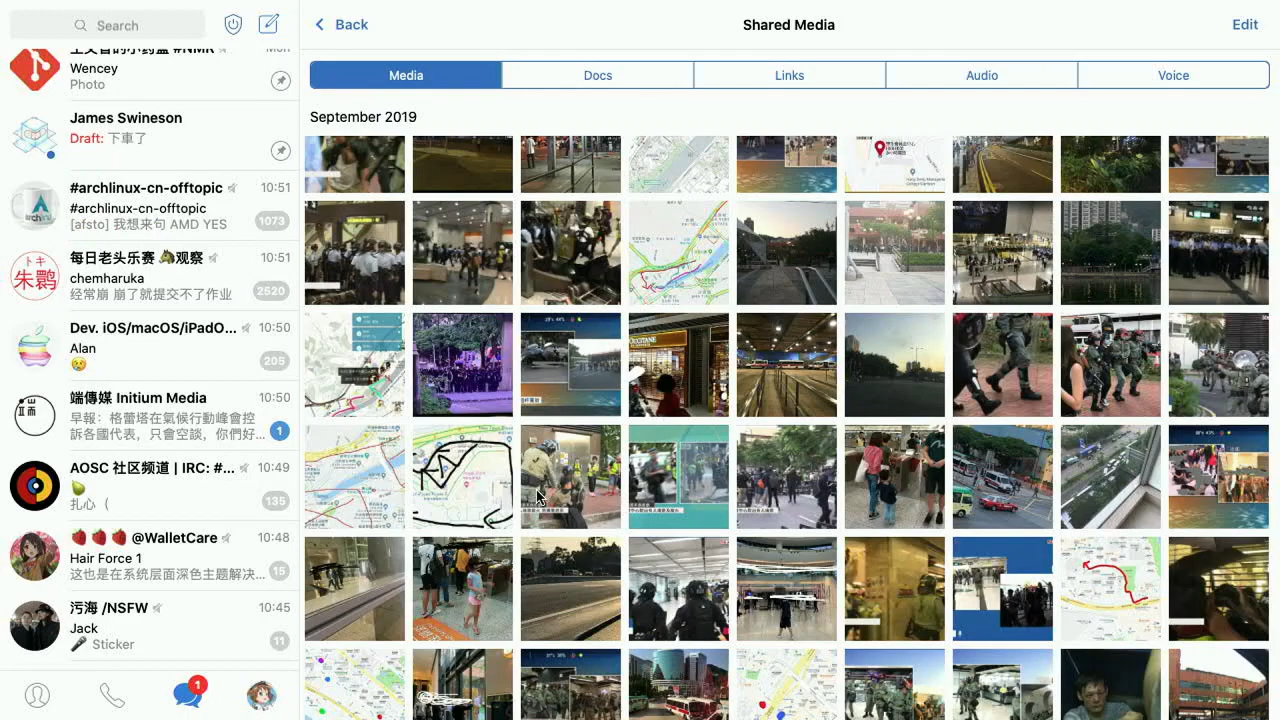 Search
Back
Shared Media
Edit
Media
Docs
Links
Audio
Voice
September 2019
#NMR
Mon
Wencey
Photo
James Swineson
Draft: 下車了
#archlinux-cn-offtopic
10:51
#archlinux-cn-offtopic
[afsto] 我想来句 AMD YES
1073
每日老头乐赛🐴观察
10:51
chemharuka
经常崩 崩了就提交不了作业
2520
トキ
朱鹮
Dev. iOS/macOS/iPadO...
10:50
Alan
😢
205
端傳媒 Initium Media
10:50
早報：格蕾塔在氣候行動峰會控
訴各國代表，只會空談，你們好...
1
AOSC 社区频道 | IRC: #...
10:49
🍐
扎心（
135
🍓🍓🍓 @WalletCare
10:48
Hair Force 1
这也是在系统层面深色主题解决...
15
污海 /NSFW
10:45
Jack
🎤 Sticker
11
1
L'OCCITANE